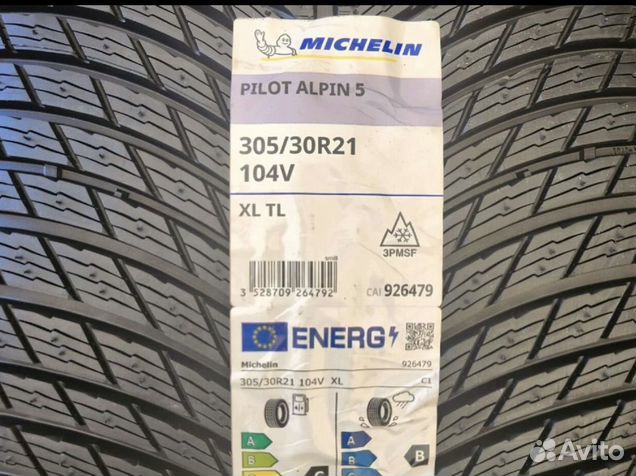 MICHELIN
PILOT ALPIN 5
305/30R21
104V
XL TL
3PMSF
sm8
3 528709 264792
CAI 926479
ENERG
Michelin 926479
305/30R21 104V XL C1
A
A
B
B
B
Avito